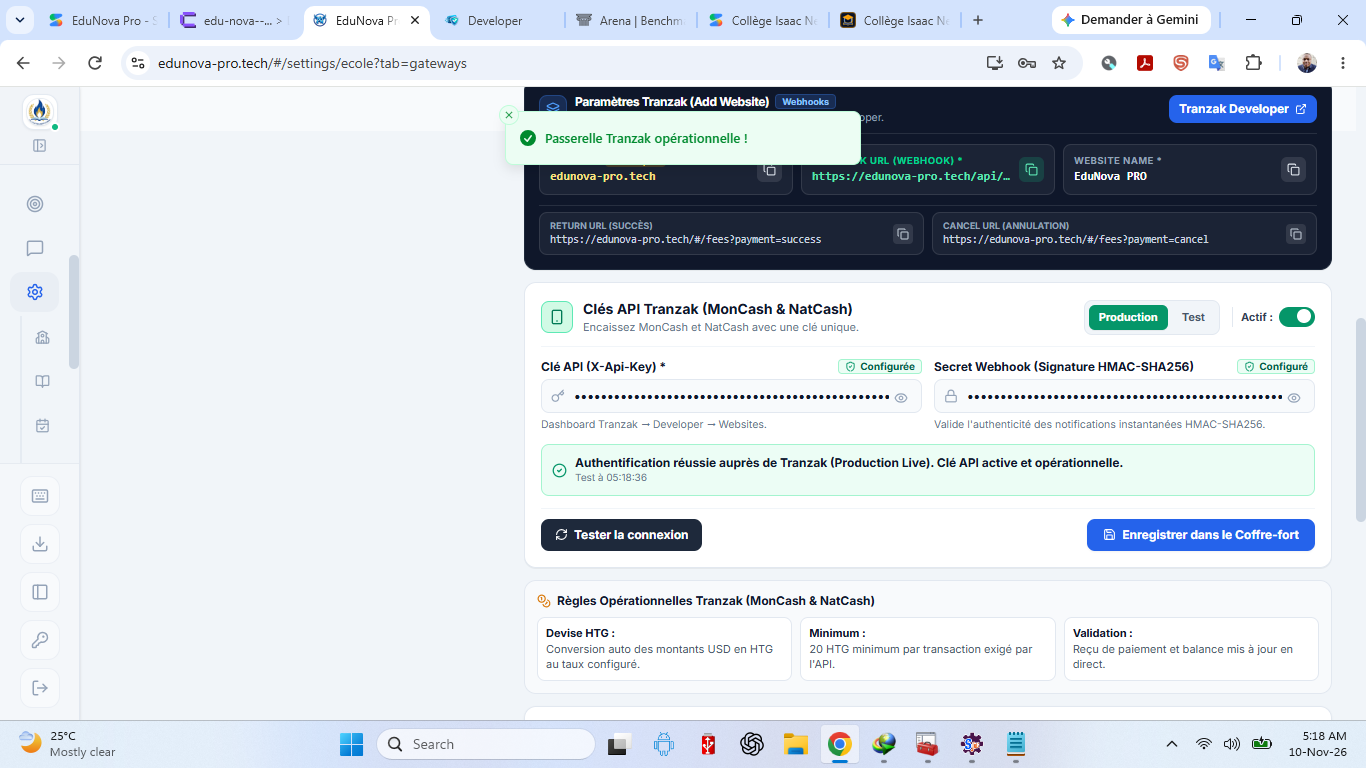 EduNova Pro - S
edu-nova--... >
EduNova Pr
Developer
Arena | Benchm
Collège Isaac Ne
Collège Isaac Ne
Demander à Gemini
edunova-pro.tech/#/settings/ecole?tab=gateways
Paramètres Tranzak (Add Website)
Webhooks
oper.
Tranzak Developer
Passerelle Tranzak opérationnelle !
edunova-pro.tech
K URL (WEBHOOK) *
https://edunova-pro.tech/api/…
WEBSITE NAME *
EduNova PRO
RETURN URL (SUCCÈS)
https://edunova-pro.tech/#/fees?payment=success
CANCEL URL (ANNULATION)
https://edunova-pro.tech/#/fees?payment=cancel
Clés API Tranzak (MonCash & NatCash)
Encaissez MonCash et NatCash avec une clé unique.
Production
Test
Actif :
Clé API (X-Api-Key) *
Configurée
Secret Webhook (Signature HMAC-SHA256)
Configuré
Dashboard Tranzak → Developer → Websites.
Valide l'authenticité des notifications instantanées HMAC-SHA256.
Authentification réussie auprès de Tranzak (Production Live). Clé API active et opérationnelle.
Test à 05:18:36
Tester la connexion
Enregistrer dans le Coffre-fort
Règles Opérationnelles Tranzak (MonCash & NatCash)
Devise HTG :
Conversion auto des montants USD en HTG
au taux configuré.
Minimum :
20 HTG minimum par transaction exigé par
l'API.
Validation :
Reçu de paiement et balance mis à jour en
direct.
25°C
Mostly clear
Search
5:18 AM
10-Nov-26